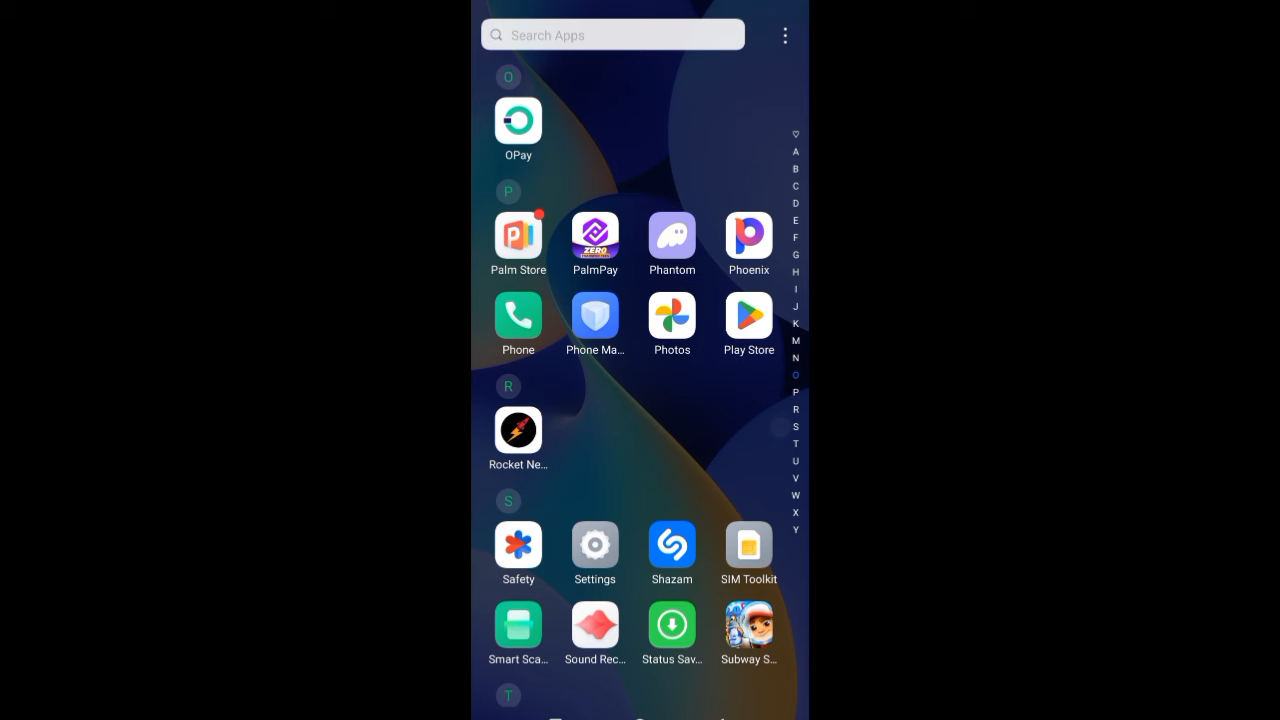 Search Apps
O
OPay
P
Palm Store
PalmPay
Phantom
Phoenix
Phone
Phone Ma...
Photos
Play Store
R
Rocket Ne...
S
Safety
Settings
Shazam
SIM Toolkit
Smart Sca...
Sound Rec...
Status Sav...
Subway S...
T
A
B
C
D
E
F
G
H
I
J
K
M
N
O
P
R
S
T
U
V
W
X
Y